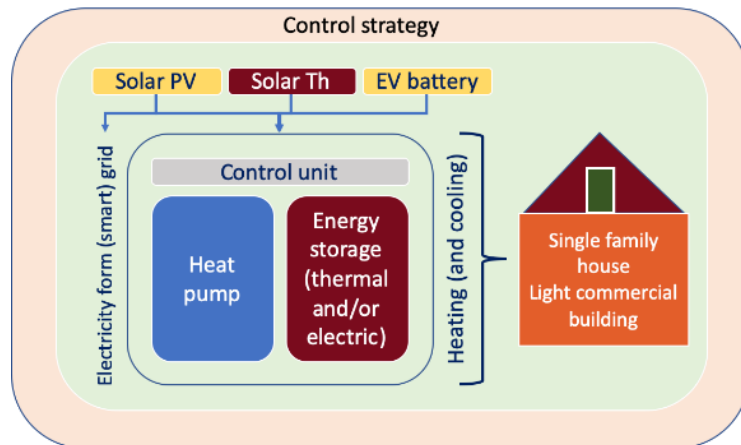 Control strategy
Solar PV
Solar Th
EV battery
Electricity form (smart) grid
Control unit
Heat
pump
Energy
storage
(thermal
and/or
electric)
Heating (and cooling)
Single family
house
Light commercial
building